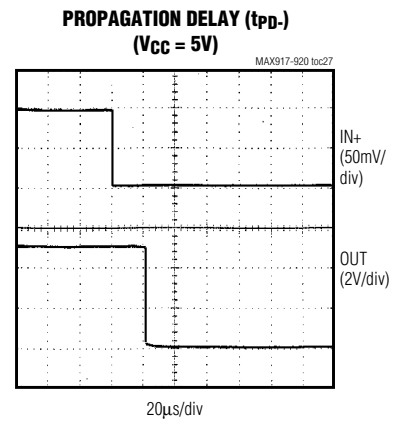 PROPAGATION DELAY (tPD-)
(VCC = 5V)
MAX917-920 toc27
IN+
(50mV/
div)
OUT
(2V/div)
20µs/div